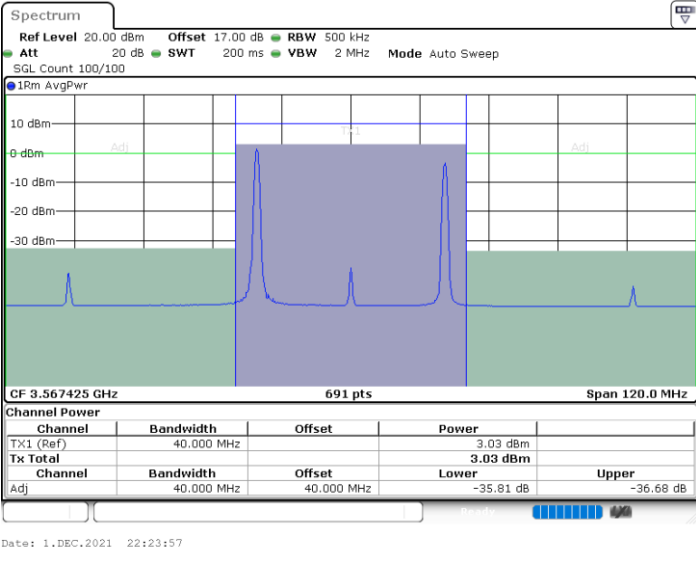 Spectrum
Ref Level 20.00 dBm Offset 17.00 dB RBW 500 kHz
Att 20 dB SWT 200 ms VBW 2 MHz Mode Auto Sweep
SGL Count 100/100
1Rm AvgPwr
10 dBm
TX1
Adj
Adj
0 dBm
-10 dBm
-20 dBm
-30 dBm
CF 3.567425 GHz 691 pts Span 120.0 MHz
Channel Power
Channel Bandwidth Offset Power
TX1 (Ref) 40.000 MHz 3.03 dBm
Tx Total 3.03 dBm
Channel Bandwidth Offset Lower Upper
Adj 40.000 MHz 40.000 MHz -35.81 dB -36.68 dB
Ready
Date: 1.DEC.2021 22:23:57